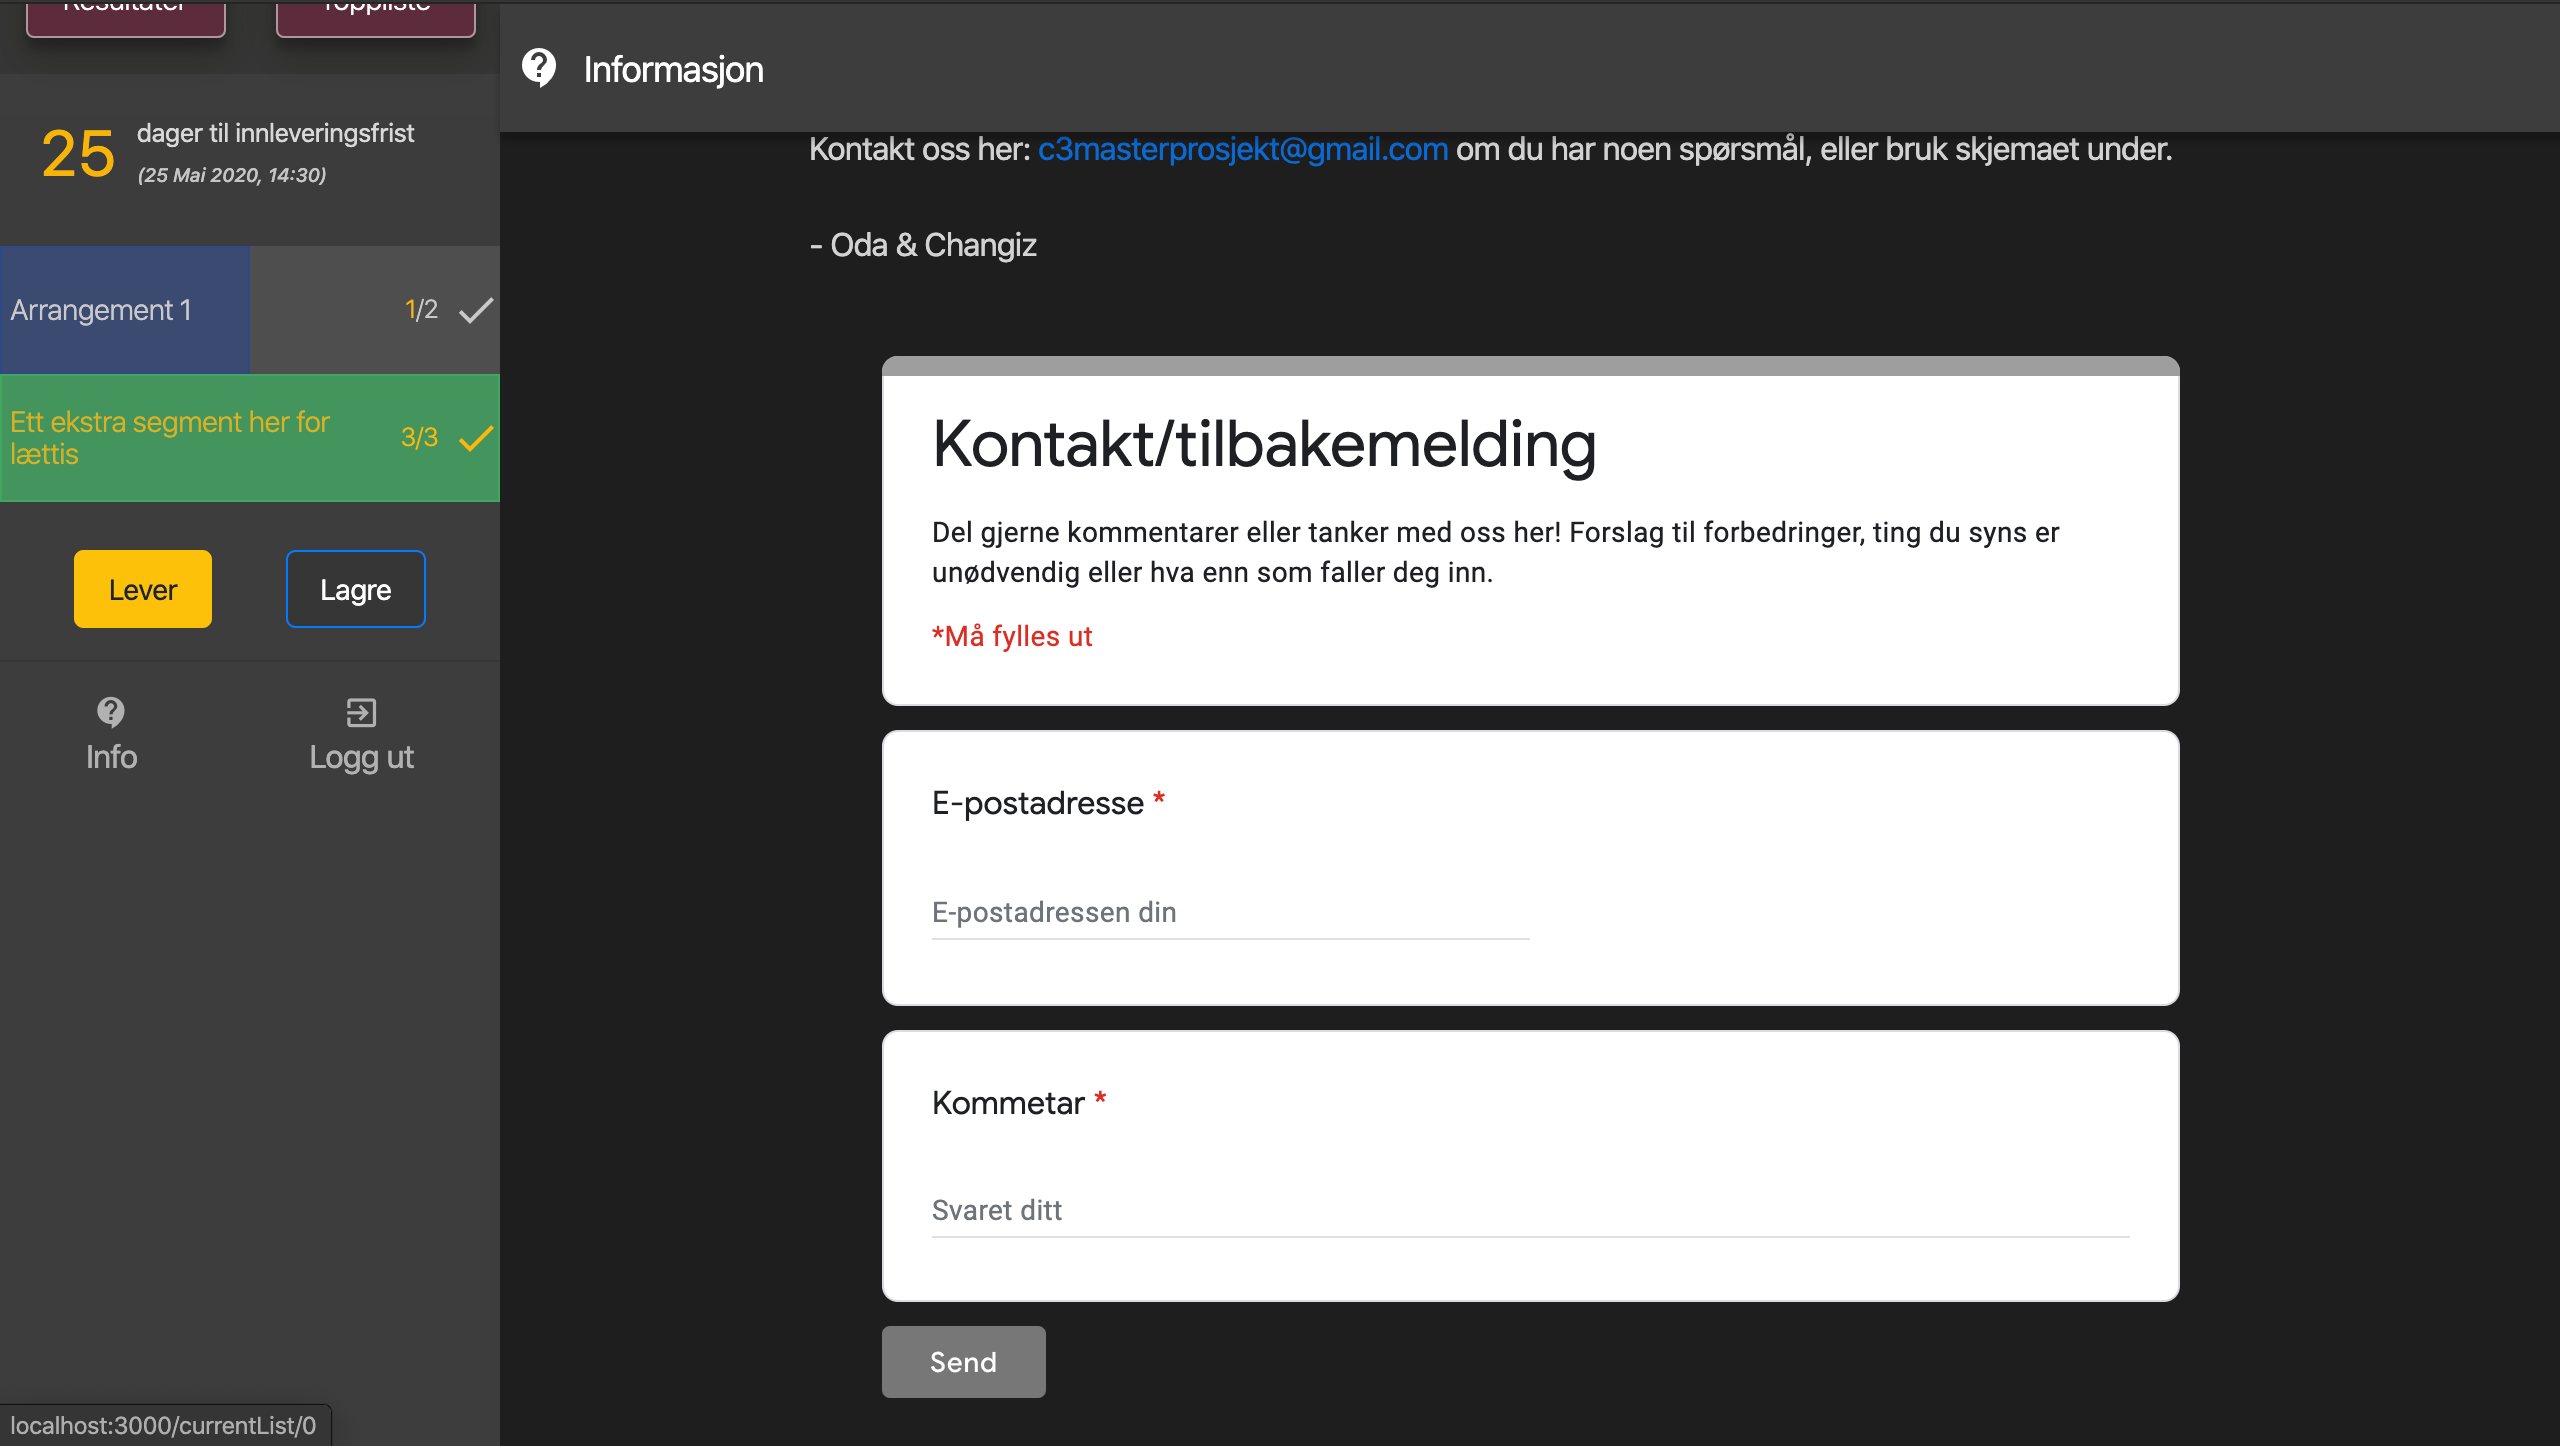 Resultater
Toppliste
25
dager til innleveringsfrist
(25 Mai 2020, 14:30)
Arrangement 1
1/2
Ett ekstra segment her for
lættis
3/3
Lever
Lagre
Info
Logg ut
localhost:3000/currentList/0
Informasjon
Kontakt oss her: c3masterprosjekt@gmail.com om du har noen spørsmål, eller bruk skjemaet under.
- Oda & Changiz
Kontakt/tilbakemelding
Del gjerne kommentarer eller tanker med oss her! Forslag til forbedringer, ting du syns er
unødvendig eller hva enn som faller deg inn.
*Må fylles ut
E-postadresse *
E-postadressen din
Kommetar *
Svaret ditt
Send